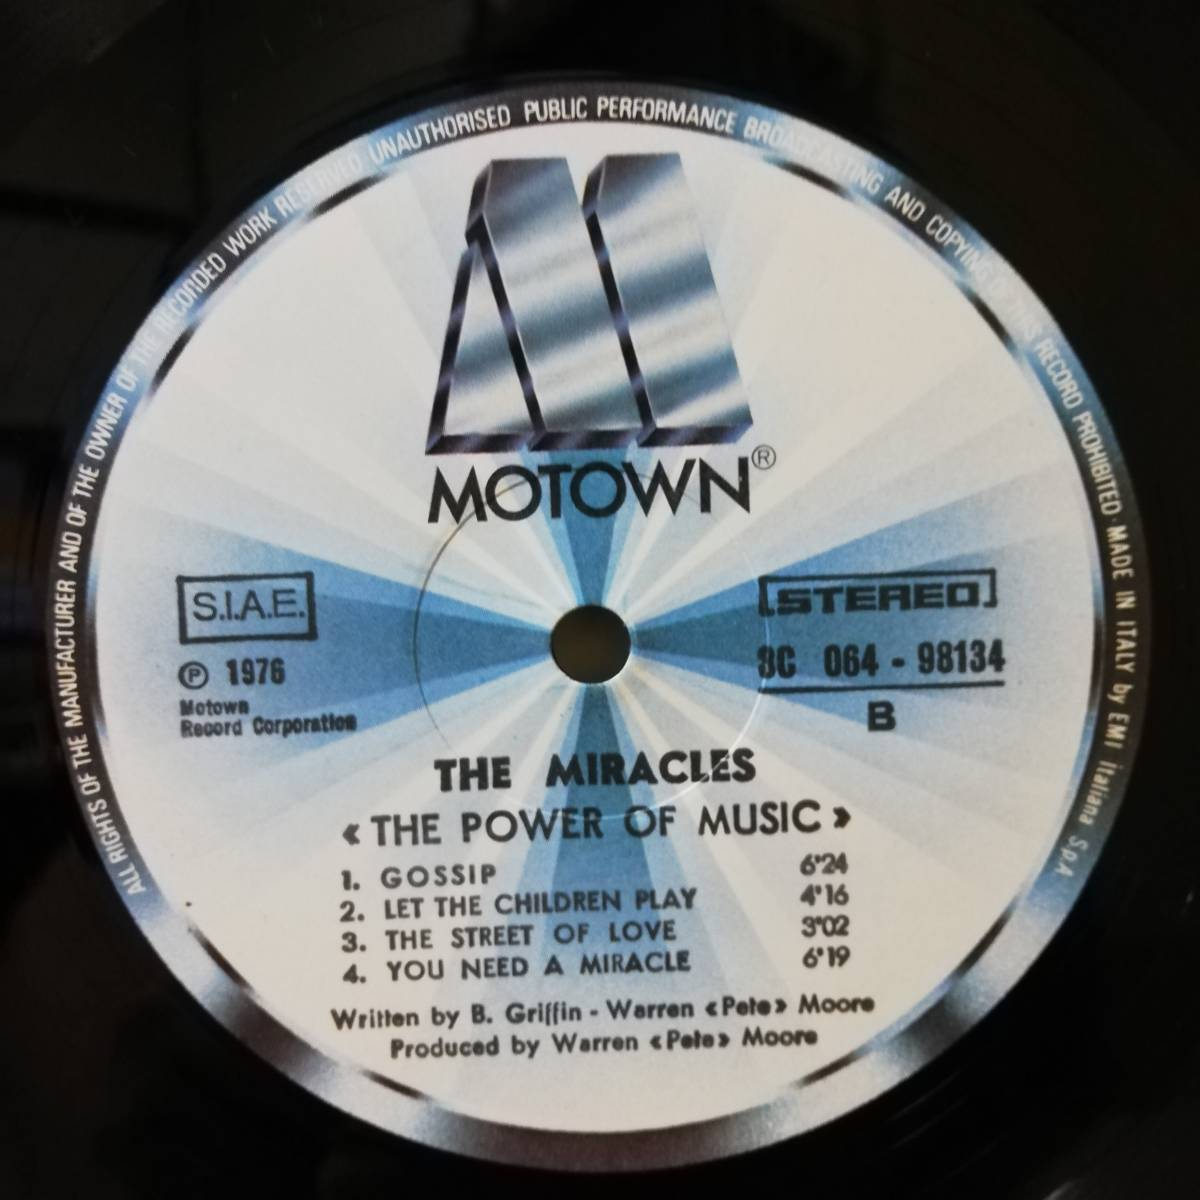 ALL RIGHTS OF THE MANUFACTURER AND OF THE OWNER OF THE RECORDED WORK RESERVED UNAUTHORISED PUBLIC PERFORMANCE BROADCASTING AND COPYING OF THIS RECORD PROHIBITED · MADE IN ITALY by EMI italiana S.p.A
MOTOWN®
S.I.A.E.
℗ 1976
Motown
Record Corporation
STEREO
3C 064 - 98134
B
THE MIRACLES
«THE POWER OF MUSIC»
1. GOSSIP 6'24
2. LET THE CHILDREN PLAY 4'16
3. THE STREET OF LOVE 3'02
4. YOU NEED A MIRACLE 6'19
Written by B. Griffin - Warren «Pete» Moore
Produced by Warren «Pete» Moore